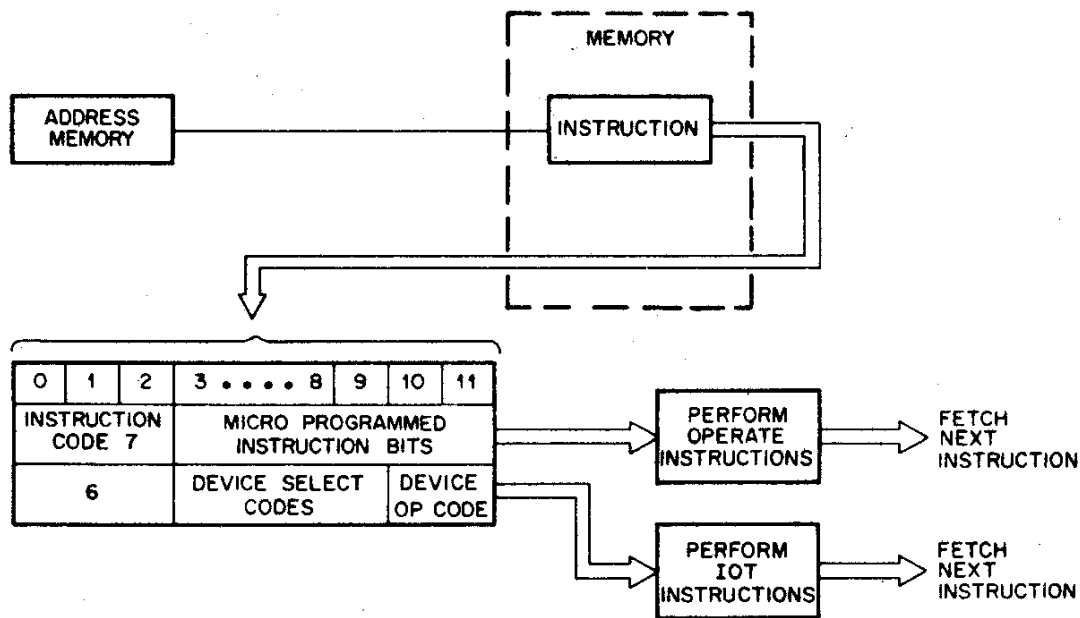 MEMORY
ADDRESS
MEMORY
INSTRUCTION
0 1 2 3 • • • • 8 9 10 11
INSTRUCTION
CODE 7
MICRO PROGRAMMED
INSTRUCTION BITS
6
DEVICE SELECT
CODES
DEVICE
OP CODE
PERFORM
OPERATE
INSTRUCTIONS
FETCH
NEXT
INSTRUCTION
PERFORM
IOT
INSTRUCTIONS
FETCH
NEXT
INSTRUCTION